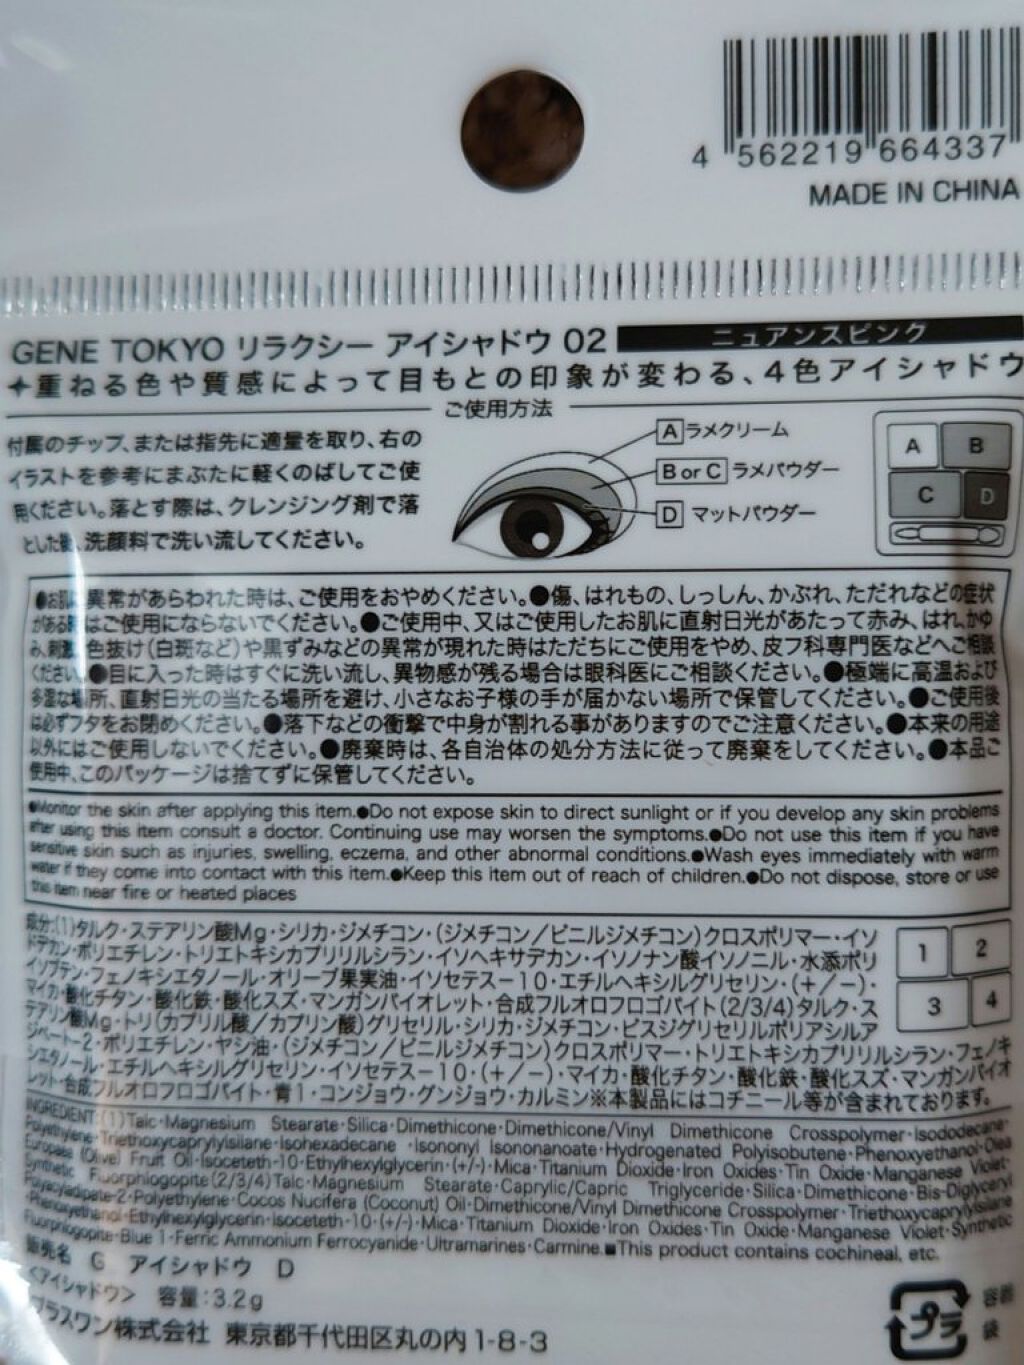 4 562219 664337
MADE IN CHINA
GENE TOKYO リラクシー アイシャドウ 02 ニュアンスピンク
✦重ねる色や質感によって目もとの印象が変わる、4色アイシャドウ
ご使用方法
付属のチップ、または指先に適量を取り、右の
イラストを参考にまぶたに軽くのばしてご使
用ください。落とす際は、クレンジング剤で落
とした後、洗顔料で洗い流してください。
A ラメクリーム
B or C ラメパウダー
D マットパウダー
A B
C D
●お肌に異常があらわれた時は、ご使用をおやめください。●傷、はれもの、しっしん、かぶれ、ただれなどの症状
がある時はご使用にならないでください。●ご使用中、又はご使用したお肌に直射日光があたって赤み、はれ、かゆ
み、刺激、色抜け(白斑など)や黒ずみなどの異常が現れた時はただちにご使用をやめ、皮フ科専門医などへご相談
ください。●目に入った時はすぐに洗い流し、異物感が残る場合は眼科医にご相談ください。●極端に高温および
多湿な場所、直射日光の当たる場所を避け、小さなお子様の手が届かない場所で保管してください。●ご使用後
は必ずフタをお閉めください。●落下などの衝撃で中身が割れる事がありますのでご注意ください。●本来の用途
以外にはご使用しないでください。●廃棄時は、各自治体の処分方法に従って廃棄をしてください。●本品ご
使用中、このパッケージは捨てずに保管してください。
●Monitor the skin after applying this item.●Do not expose skin to direct sunlight or if you develop any skin problems
after using this item consult a doctor. Continuing use may worsen the symptoms.●Do not use this item if you have
sensitive skin such as injuries, swelling, eczema, and other abnormal conditions.●Wash eyes immediately with warm
water if they come into contact with this item.●Keep this item out of reach of children.●Do not dispose, store or use
this item near fire or heated places
成分:(1)タルク・ステアリン酸Mg・シリカ・ジメチコン・(ジメチコン/ビニルジメチコン)クロスポリマー・イソ
ドデカン・ポリエチレン・トリエトキシカプリリルシラン・イソヘキサデカン・イソノナン酸イソノニル・水添ポリ
イソブテン・フェノキシエタノール・オリーブ果実油・イソセテス－10・エチルヘキシルグリセリン・(+/−)・
マイカ・酸化チタン・酸化鉄・酸化スズ・マンガンバイオレット・合成フルオロフロゴパイト(2/3/4)タルク・ス
テアリン酸Mg・トリ(カプリル酸/カプリン酸)グリセリル・シリカ・ジメチコン・ビスジグリセリルポリアシルア
ジペート－2・ポリエチレン・ヤシ油・(ジメチコン/ビニルジメチコン)クロスポリマー・トリエトキシカプリリルシラン・フェノキ
シエタノール・エチルヘキシルグリセリン・イソセテス－10・(+/−)・マイカ・酸化チタン・酸化鉄・酸化スズ・マンガンバイオ
レット・合成フルオロフロゴパイト・青1・コンジョウ・グンジョウ・カルミン※本製品にはコチニール等が含まれております。
1 2
3 4
INGREDIENT:(1)Talc・Magnesium Stearate・Silica・Dimethicone・Dimethicone/Vinyl Dimethicone Crosspolymer・Isododecane・
Polyethylene・Triethoxycaprylylsilane・Isohexadecane・Isononyl Isononanoate・Hydrogenated Polyisobutene・Phenoxyethanol・Olea
Europaea (Olive) Fruit Oil・Isoceteth-10・Ethylhexylglycerin・(+/-)・Mica・Titanium Dioxide・Iron Oxides・Tin Oxide・Manganese Violet・
Synthetic Fluorphlogopite(2/3/4)Talc・Magnesium Stearate・Caprylic/Capric Triglyceride・Silica・Dimethicone・Bis-Diglyceryl
Polyacyladipate-2・Polyethylene・Cocos Nucifera (Coconut) Oil・Dimethicone/Vinyl Dimethicone Crosspolymer・Triethoxycaprylylsilane
・Phenoxyethanol・Ethylhexylglycerin・isoceteth-10・(+/-)・Mica・Titanium Dioxide・Iron Oxides・Tin Oxide・Manganese Violet・Synthetic
Fluorphlogopite・Blue 1・Ferric Ammonium Ferrocyanide・Ultramarines・Carmine.■This product contains cochineal, etc.
販売名 G アイシャドウ D
<アイシャドウ> 容量:3.2g
プラスワン株式会社 東京都千代田区丸の内1-8-3
プラ
容器
袋